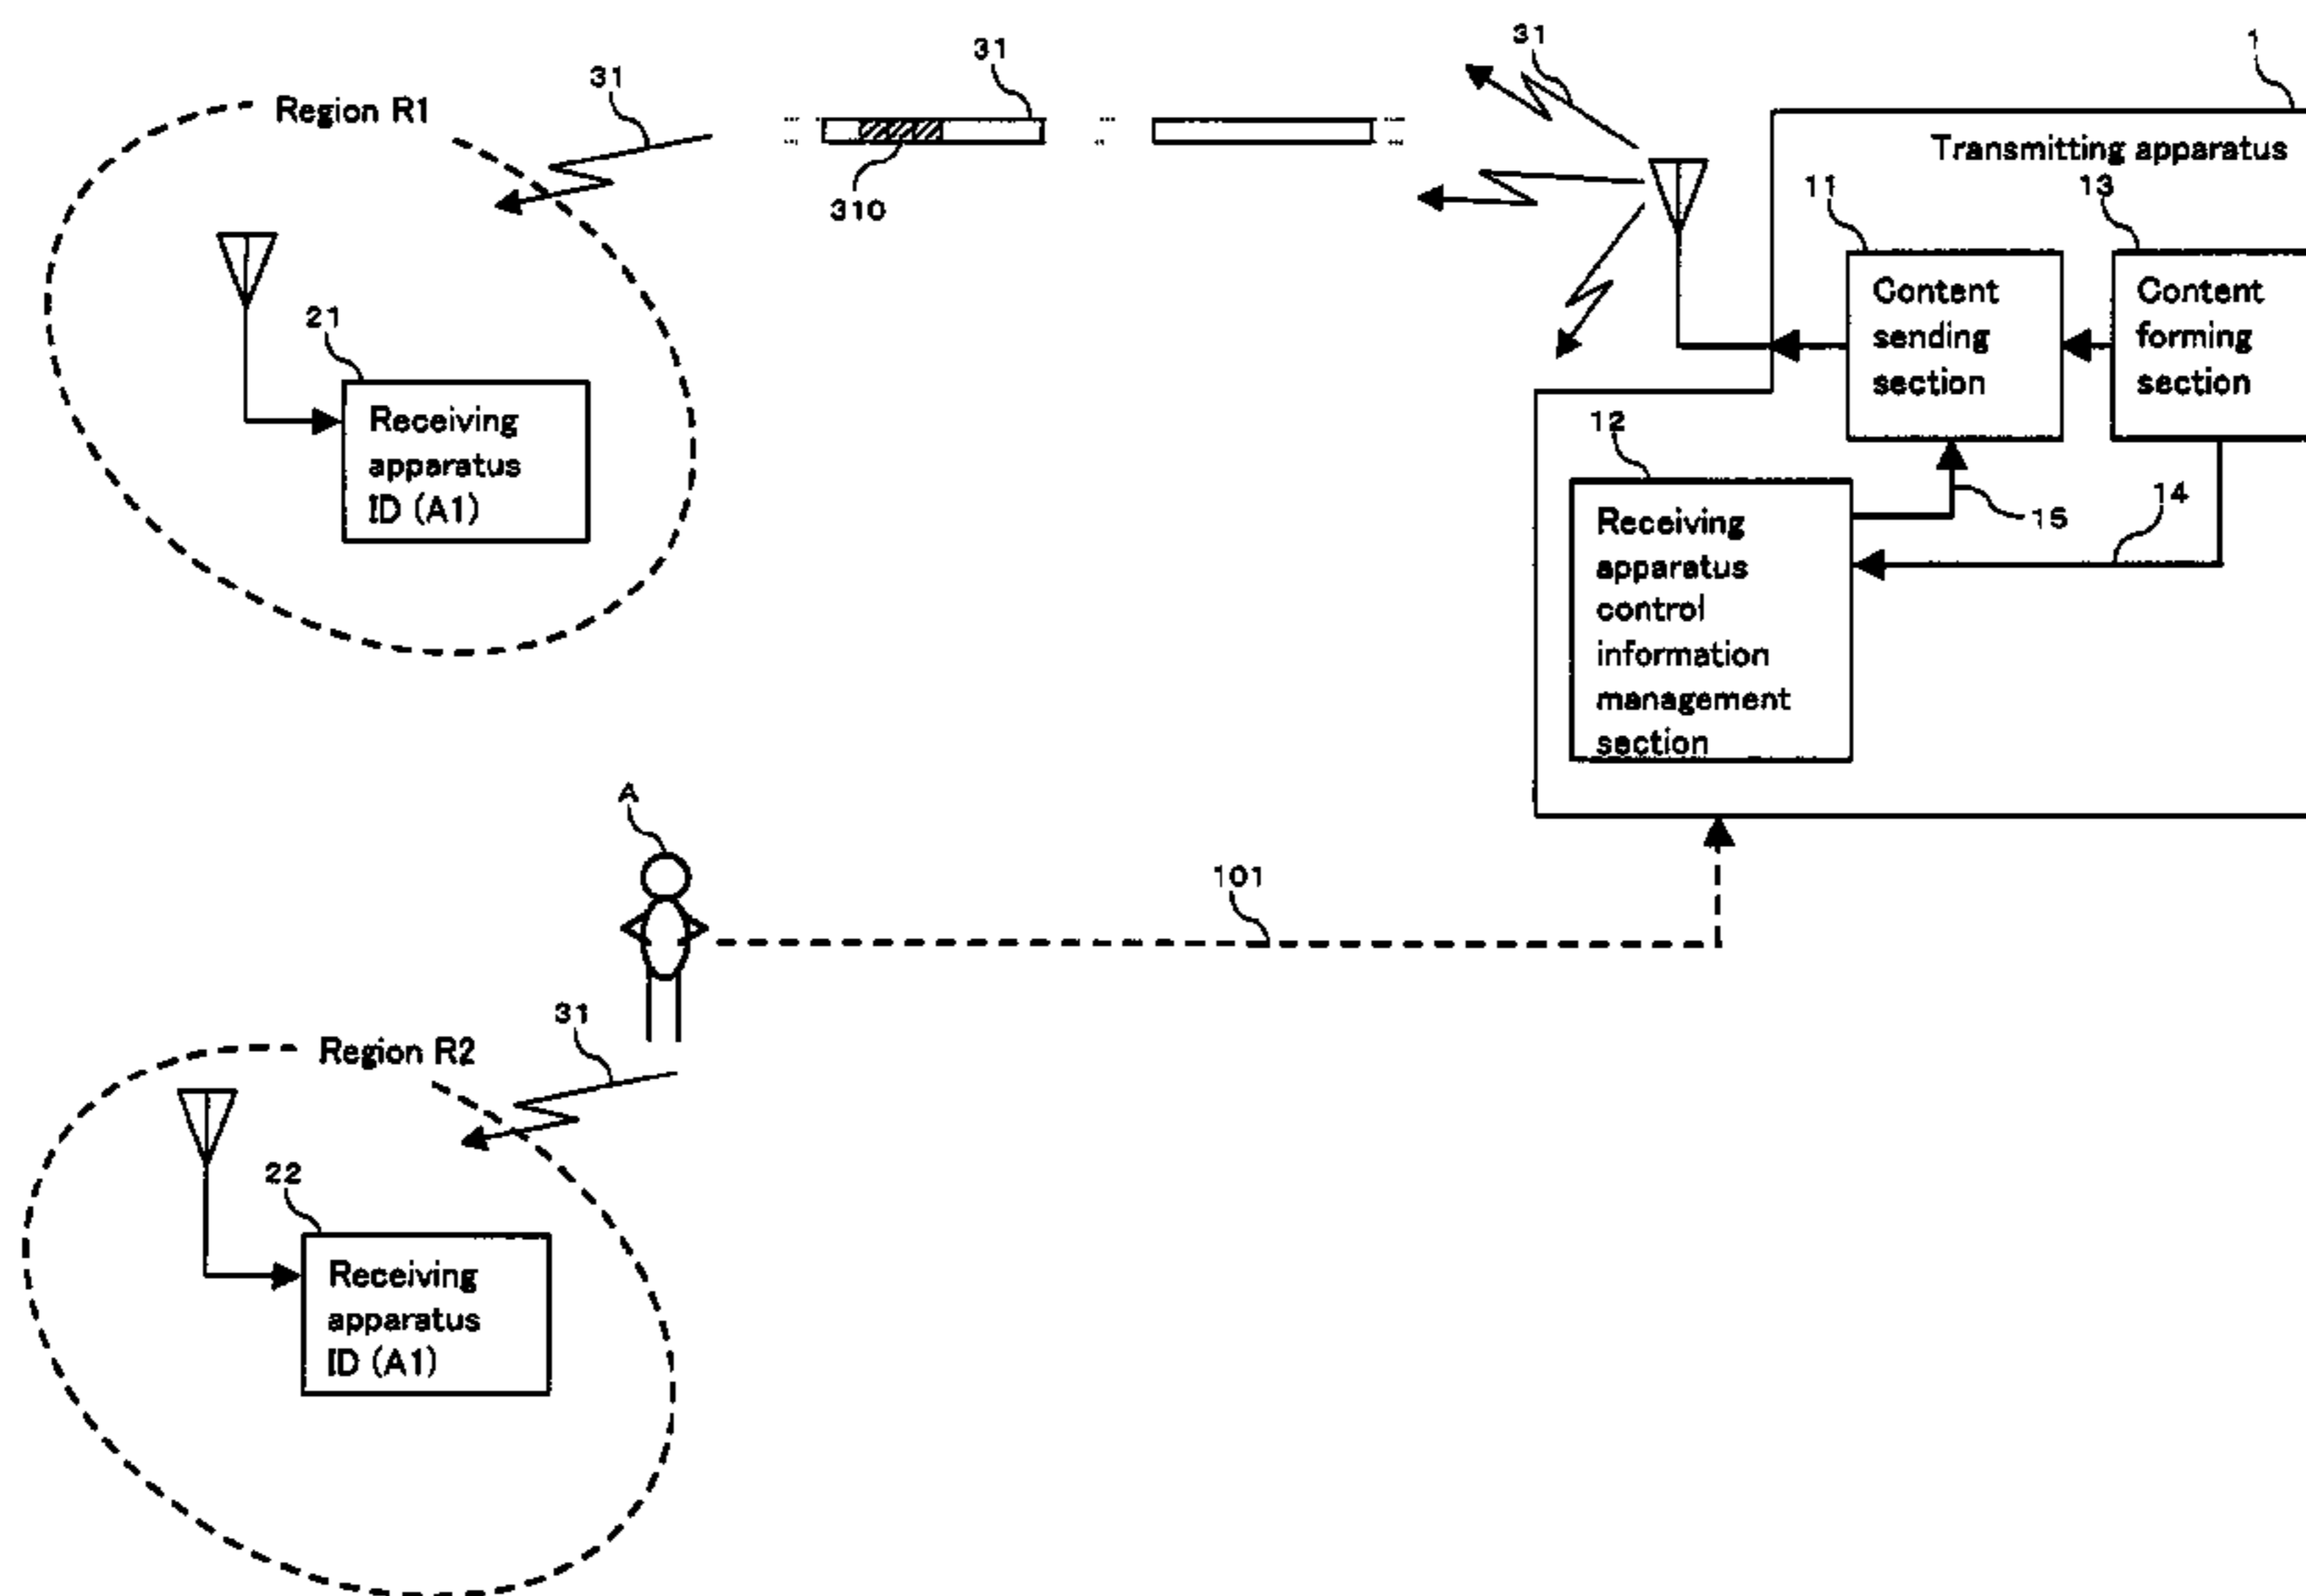 31
31
31
1
Region R1
310
Transmitting apparatus
11
13
Content
sending
section
Content
forming
section
21
Receiving
apparatus
ID (A1)
12
15
14
Receiving
apparatus
control
information
management
section
A
101
31
Region R2
22
Receiving
apparatus
ID (A1)